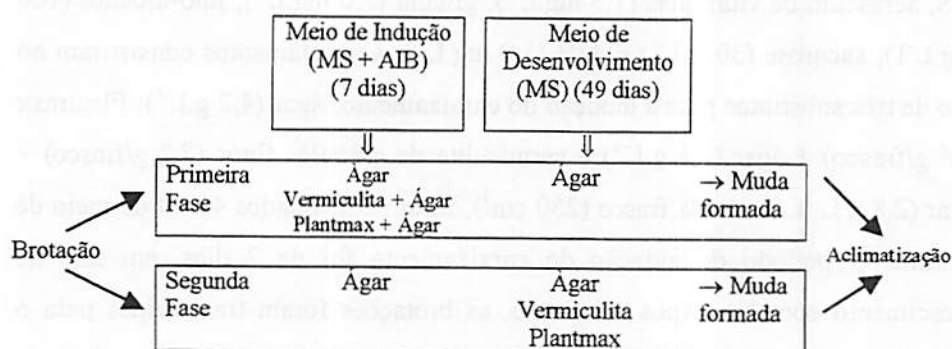 Meio de Indução
(MS + AIB)
(7 dias)
Meio de
Desenvolvimento
(MS) (49 dias)
Primeira
Fase
Ágar
Vermiculita + Ágar
Plantmax + Ágar
Ágar
→ Muda
formada
Brotação
Aclimatização
Segunda
Fase
Ágar
Ágar
Vermiculita
Plantmax
→ Muda
formada